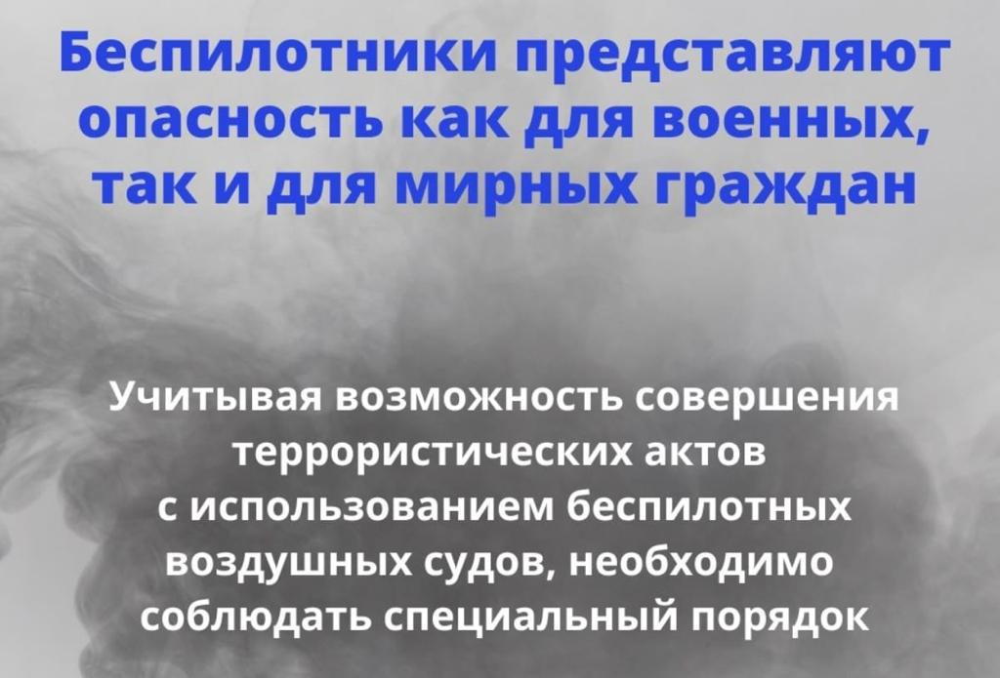 Беспилотники представляют
опасность как для военных,
так и для мирных граждан
Учитывая возможность совершения
террористических актов
с использованием беспилотных
воздушных судов, необходимо
соблюдать специальный порядок